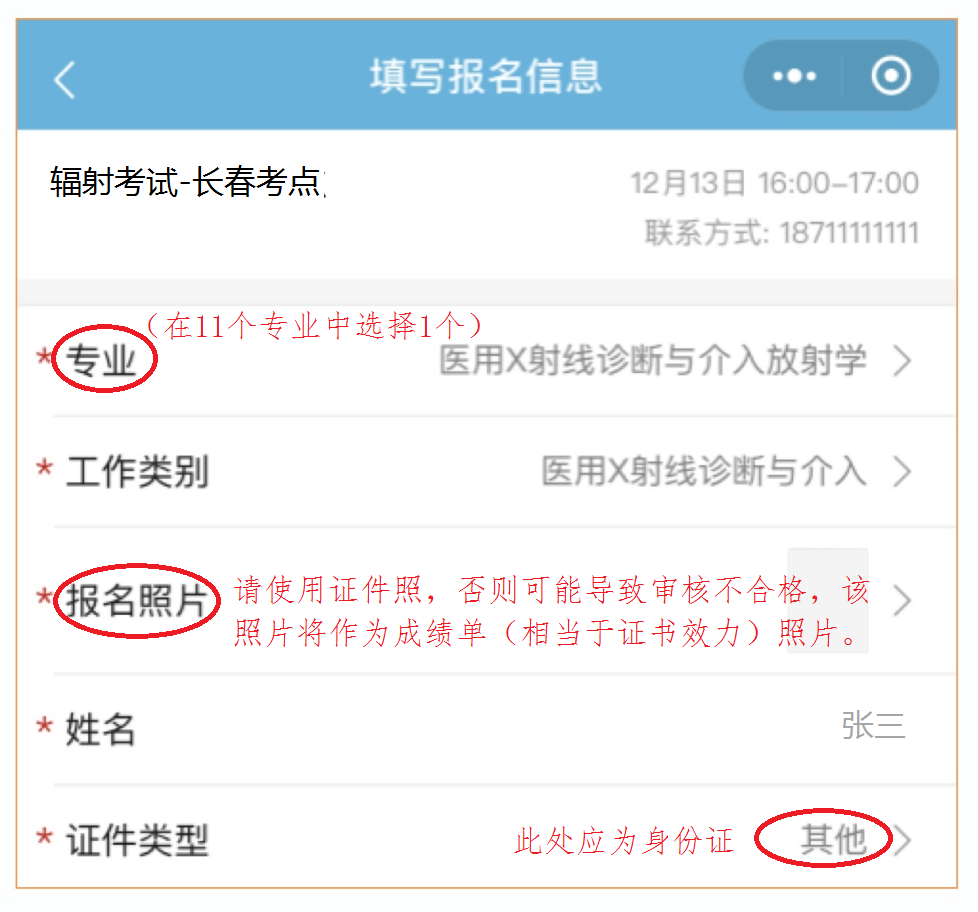 填写报名信息
辐射考试-长春考点
12月13日 16:00-17:00
联系方式: 18711111111
（在11个专业中选择1个）
* 专业 医用X射线诊断与介入放射学
* 工作类别 医用X射线诊断与介入
* 报名照片 请使用证件照，否则可能导致审核不合格，该
照片将作为成绩单（相当于证书效力）照片。
* 姓名 张三
* 证件类型 此处应为身份证 其他